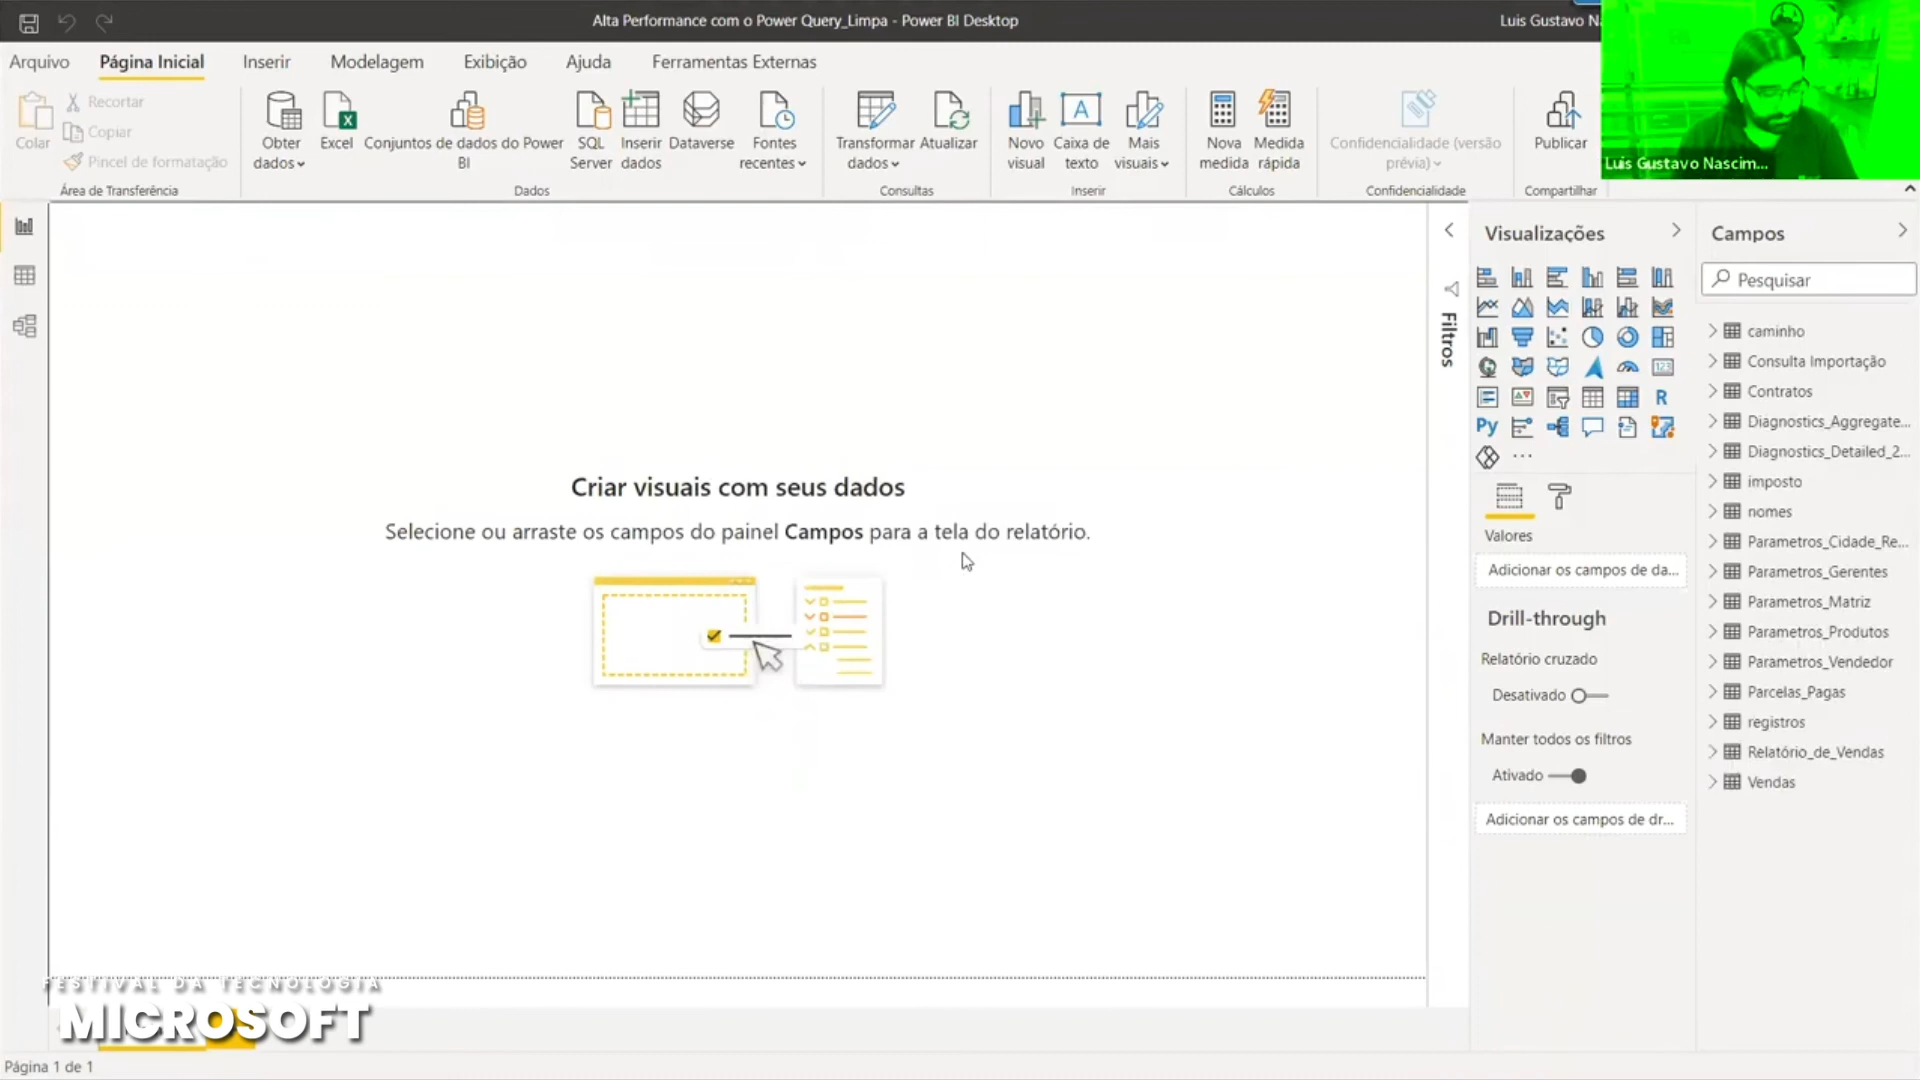 Alta Performance com o Power Query_Limpa - Power BI Desktop
Luis Gustavo Na
Arquivo
Página Inicial
Inserir
Modelagem
Exibição
Ajuda
Ferramentas Externas
Colar
Recortar
Copiar
Pincel de formatação
Área de Transferência
Obter dados
Excel
Conjuntos de dados do Power BI
SQL Server
Inserir dados
Dataverse
Fontes recentes
Dados
Transformar dados
Atualizar
Consultas
Novo visual
Caixa de texto
Mais visuais
Inserir
Nova medida
Medida rápida
Cálculos
Confidencialidade (versão prévia)
Confidencialidade
Publicar
Compartilhar
Luis Gustavo Nascim...
Criar visuais com seus dados
Selecione ou arraste os campos do painel Campos para a tela do relatório.
Filtros
Visualizações
R
Py
123
Valores
Adicionar os campos de da...
Drill-through
Relatório cruzado
Desativado
Manter todos os filtros
Ativado
Adicionar os campos de dr...
Campos
Pesquisar
caminho
Consulta Importação
Contratos
Diagnostics_Aggregate...
Diagnostics_Detailed_2...
imposto
nomes
Parametros_Cidade_Re...
Parametros_Gerentes
Parametros_Matriz
Parametros_Produtos
Parametros_Vendedor
Parcelas_Pagas
registros
Relatório_de_Vendas
Vendas
FESTIVAL DA TECNOLOGIA
MICROSOFT
Página 1 de 1